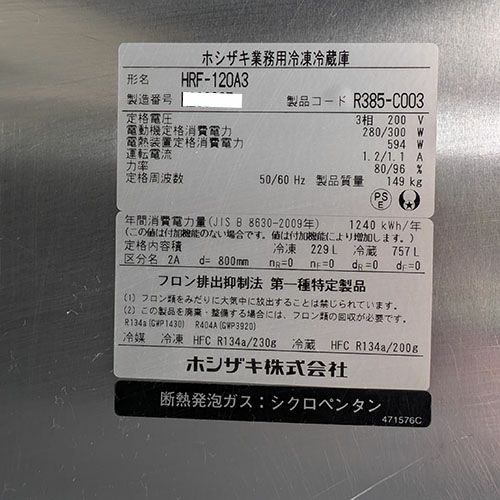 ホシザキ業務用冷凍冷蔵庫
形名 HRF-120A3
製造番号
製品コード R385-C003
定格電圧 3相 200 V
電動機定格消費電力 280/300 W
電熱装置定格消費電力 594 W
運転電流 1.2/1.1 A
力率 80/96 %
定格周波数 50/60 Hz 製品質量 149 kg
PS
E
年間消費電力量(JIS B 8630-2009年) 1240 kWh/年
(この値は付加機能のない場合です。値は付加機能により増加します。)
定格内容積 冷凍 229 L 冷蔵 757 L
区分名 2A d= 800mm nR=0 nF=0 dR=0 dF=0
フロン排出抑制法 第一種特定製品
(1) フロン類をみだりに大気中に放出することは禁じられています。
(2) この製品を廃棄・整備する場合には、フロン類の回収が必要です。
R134a(GWP1430) R404A(GWP3920)
冷媒 冷凍 HFC R134a/230g 冷蔵 HFC R134a/200g
ホシザキ株式会社
断熱発泡ガス：シクロペンタン
471576C